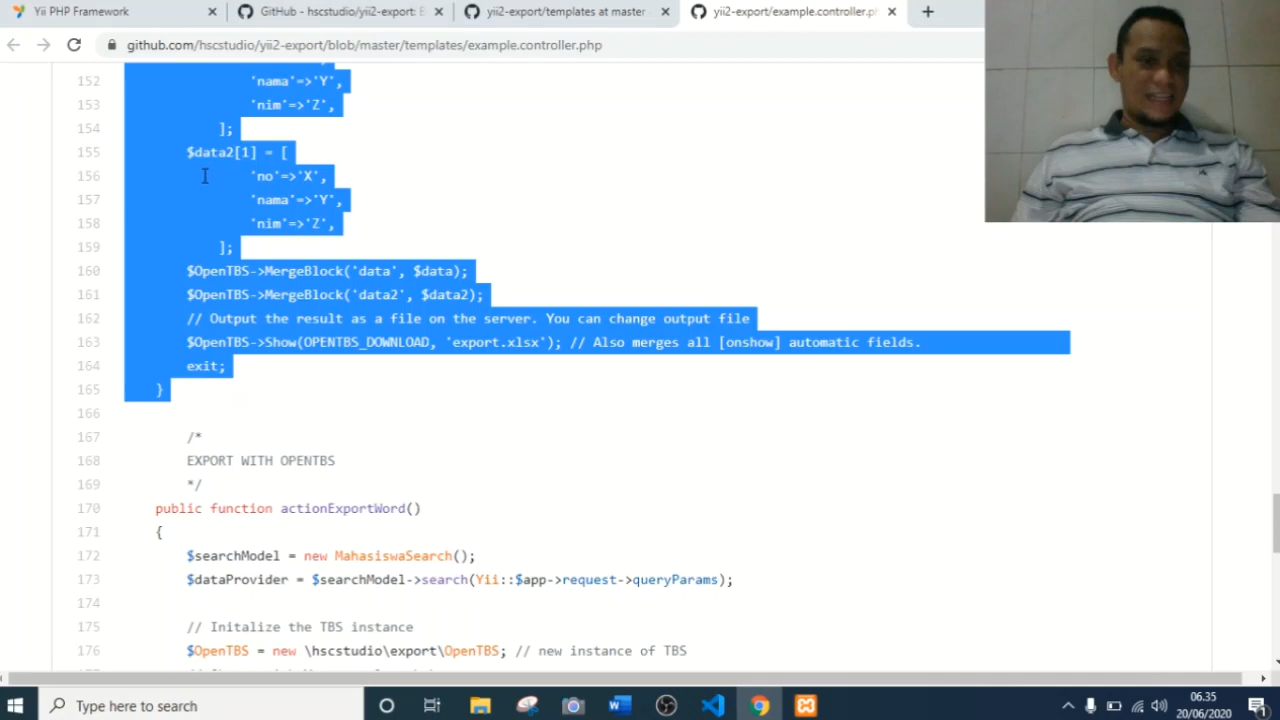 Yii PHP Framework
GitHub - hscstudio/yii2-export: E
yii2-export/templates at master
yii2-export/example.controller.ph
github.com/hscstudio/yii2-export/blob/master/templates/example.controller.php
152 'nama'=>'Y',
153 'nim'=>'Z',
154 ];
155 $data2[1] = [
156 'no'=>'X',
157 'nama'=>'Y',
158 'nim'=>'Z',
159 ];
160 $OpenTBS->MergeBlock('data', $data);
161 $OpenTBS->MergeBlock('data2', $data2);
162 // Output the result as a file on the server. You can change output file
163 $OpenTBS->Show(OPENTBS_DOWNLOAD, 'export.xlsx'); // Also merges all [onshow] automatic fields.
164 exit;
165 }
166
167 /*
168 EXPORT WITH OPENTBS
169 */
170 public function actionExportWord()
171 {
172 $searchModel = new MahasiswaSearch();
173 $dataProvider = $searchModel->search(Yii::$app->request->queryParams);
174
175 // Initalize the TBS instance
176 $OpenTBS = new \hscstudio\export\OpenTBS; // new instance of TBS
Type here to search
06.35
20/06/2020